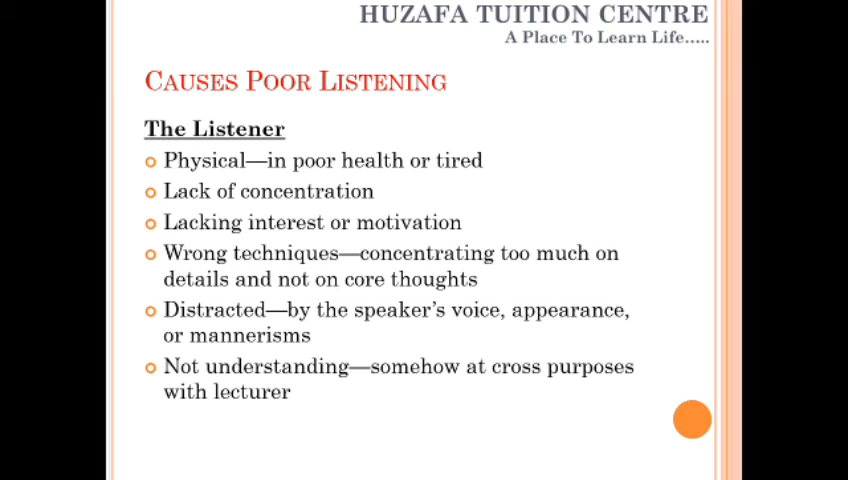 HUZAFA TUITION CENTRE
A Place To Learn Life.....
CAUSES POOR LISTENING
The Listener
Physical—in poor health or tired
Lack of concentration
Lacking interest or motivation
Wrong techniques—concentrating too much on
details and not on core thoughts
Distracted—by the speaker's voice, appearance,
or mannerisms
Not understanding—somehow at cross purposes
with lecturer